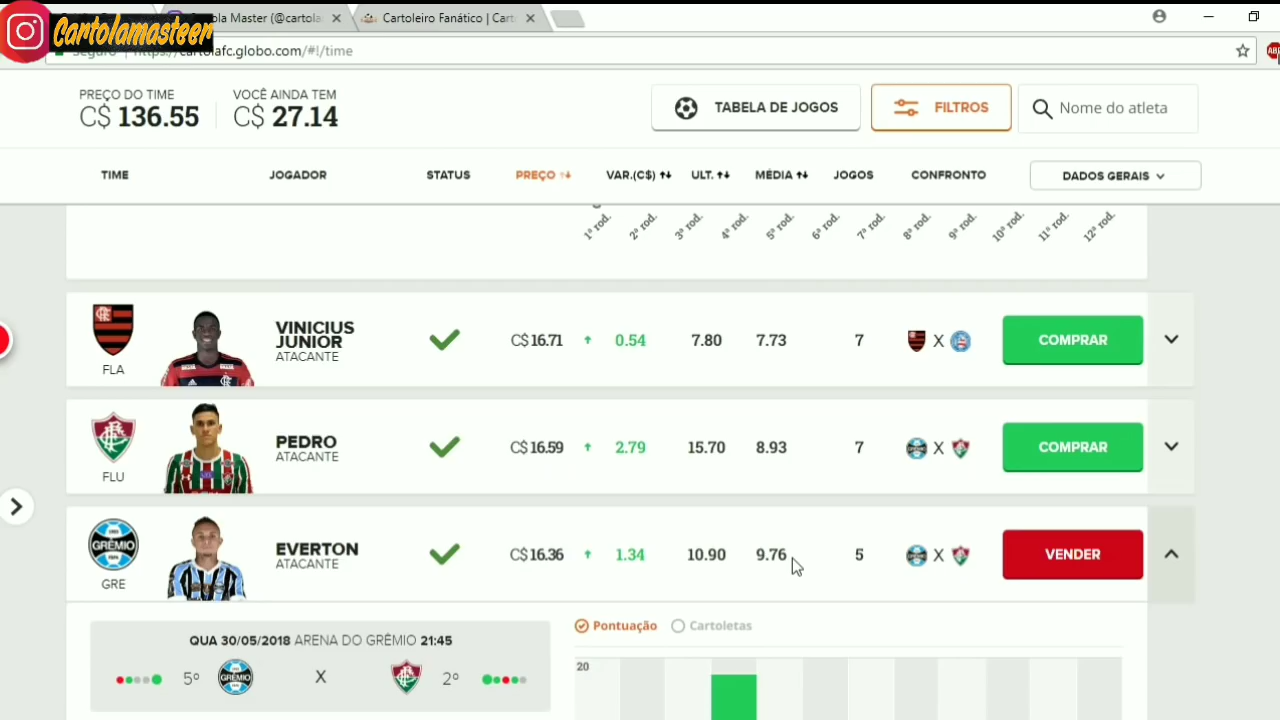 Cartola Master (@cartola
Cartoleiro Fanático | Cart
Cartolamasteer
Seguro
https://cartolafc.globo.com/#!/time
PREÇO DO TIME
C$ 136.55
VOCÊ AINDA TEM
C$ 27.14
TABELA DE JOGOS
FILTROS
Nome do atleta
TIME JOGADOR STATUS PREÇO VAR.(C$) ULT. MÉDIA JOGOS CONFRONTO DADOS GERAIS
1ª rod. 2ª rod. 3ª rod. 4ª rod. 5ª rod. 6ª rod. 7ª rod. 8ª rod. 9ª rod. 10ª rod. 11ª rod. 12ª rod.
FLA
VINICIUS
JUNIOR
ATACANTE
C$ 16.71 0.54 7.80 7.73 7 X COMPRAR
FLU
PEDRO
ATACANTE
C$ 16.59 2.79 15.70 8.93 7 X COMPRAR
GRÊMIO
GRE
EVERTON
ATACANTE
C$ 16.36 1.34 10.90 9.76 5 X VENDER
QUA 30/05/2018 ARENA DO GRÊMIO 21:45
5º GRÊMIO X 2º
Pontuação Cartoletas
20